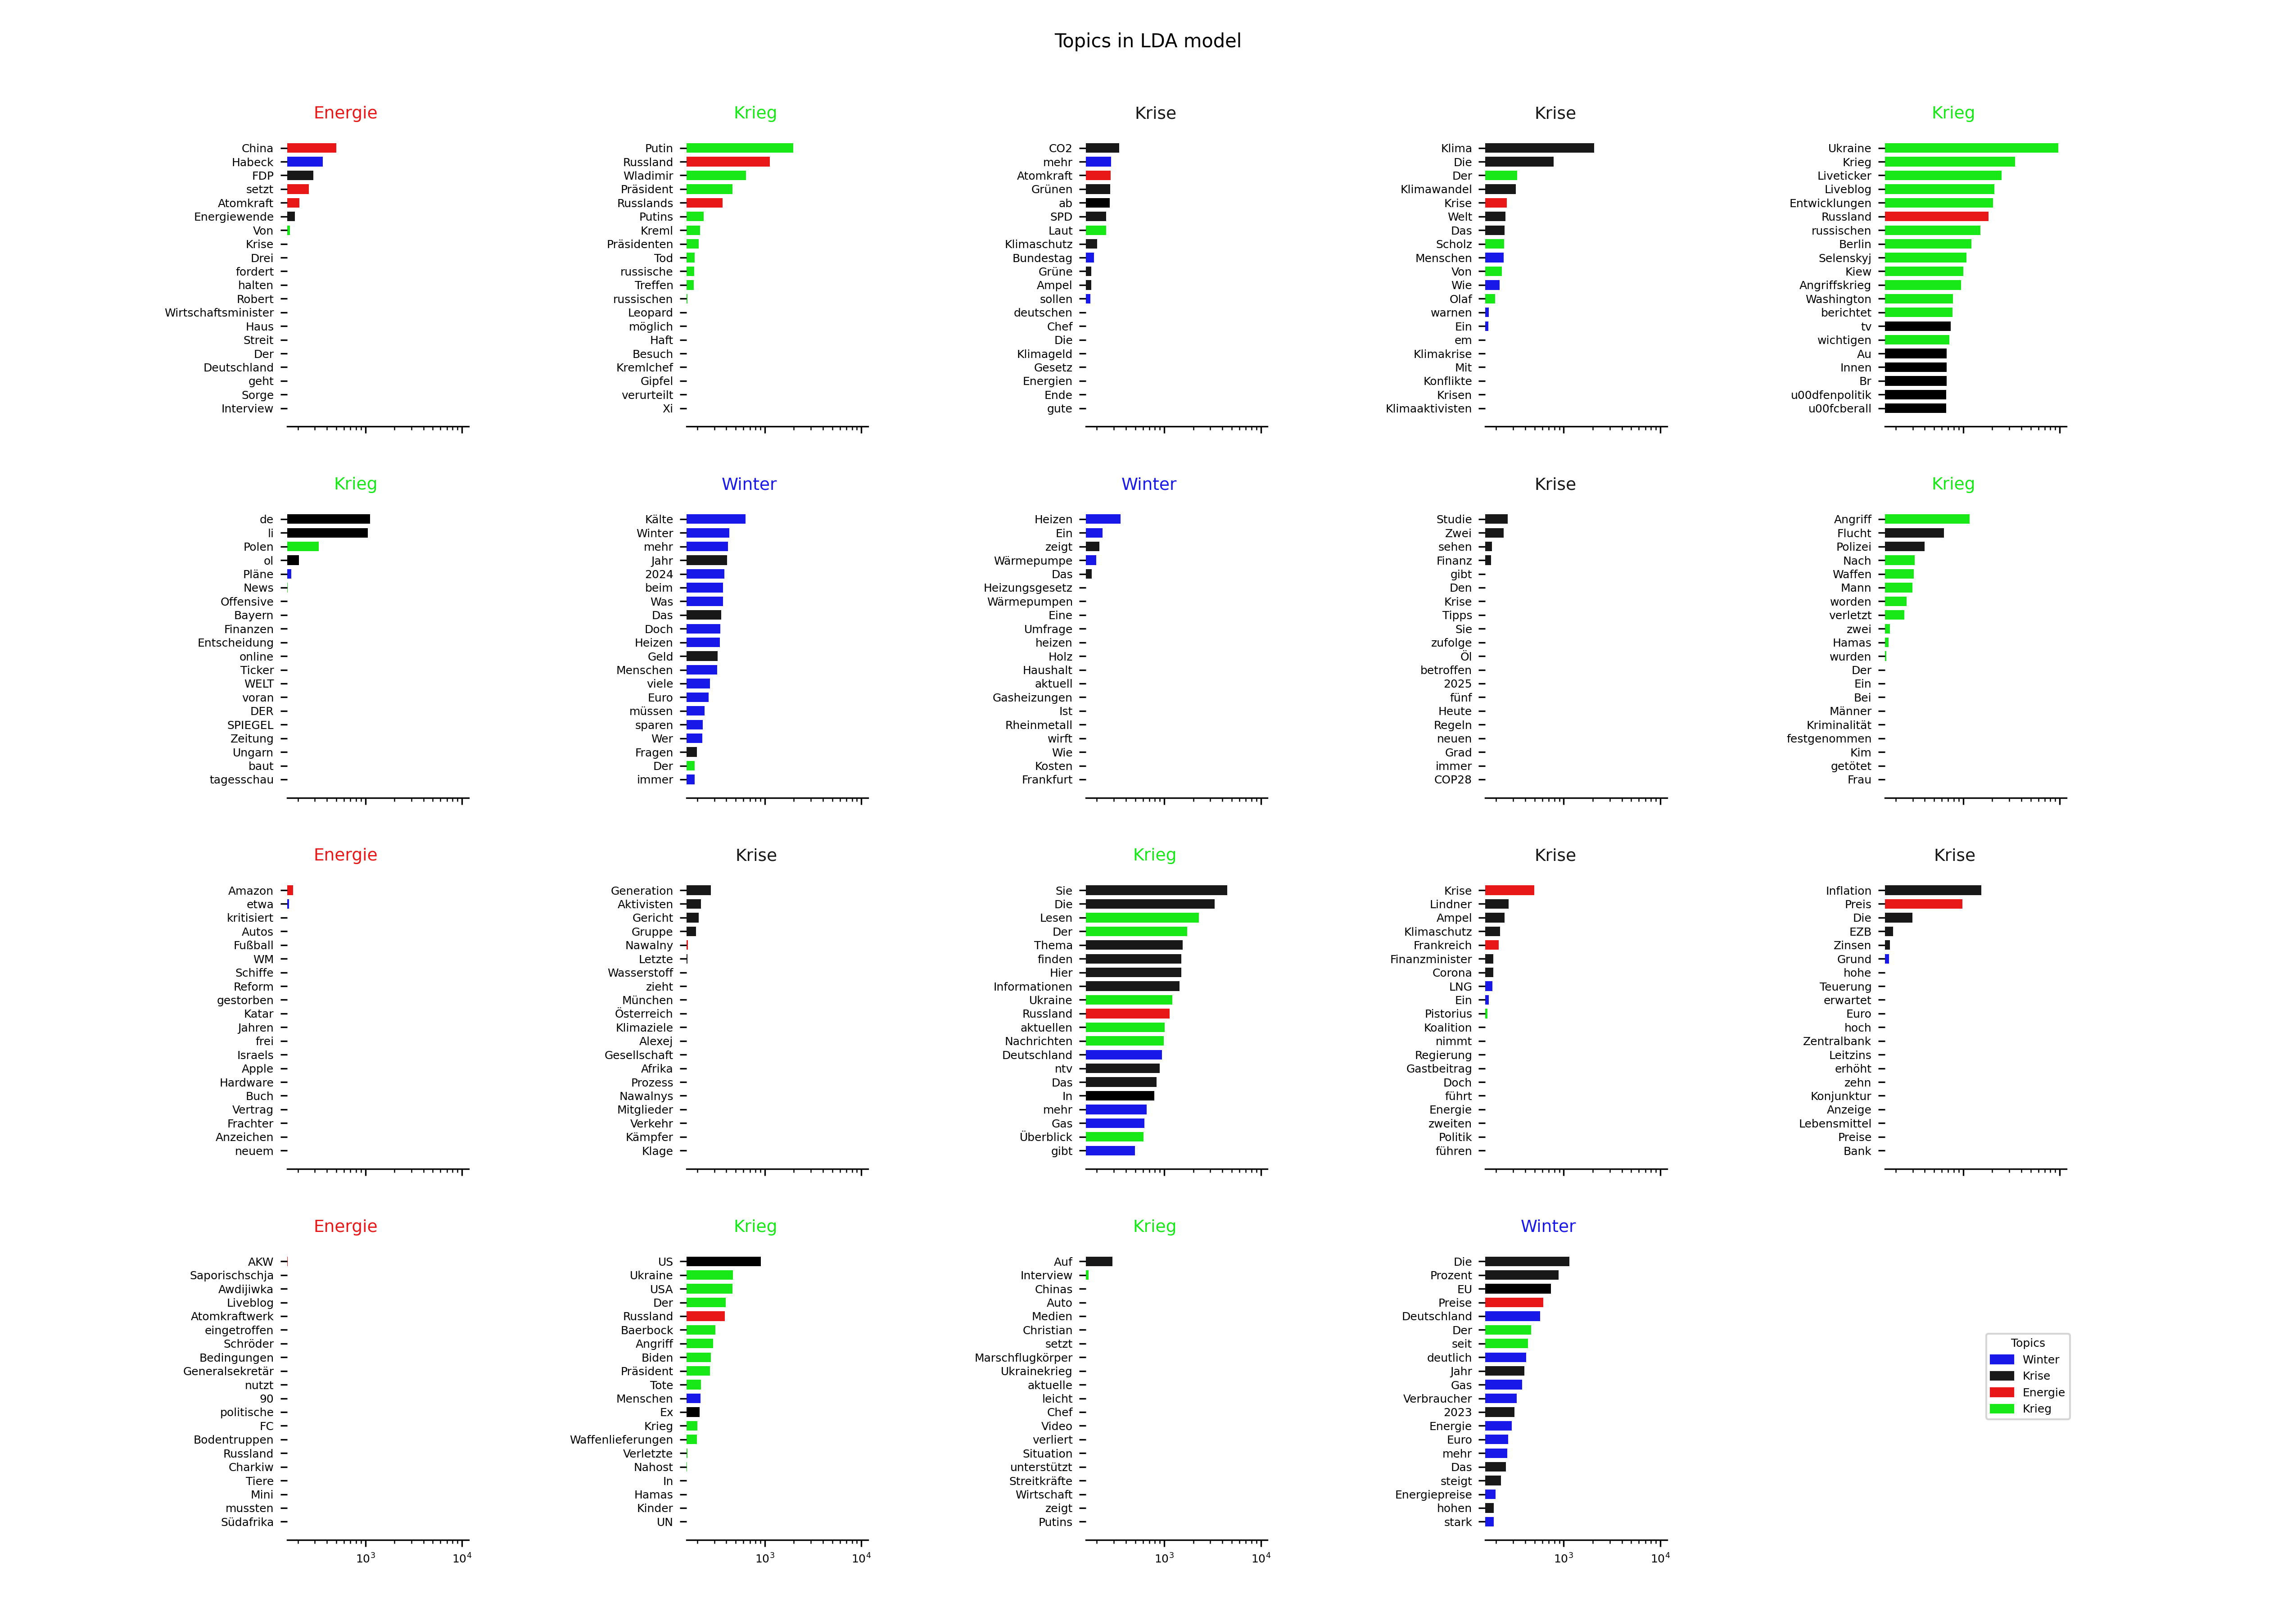 Topics in LDA model
Energie
China
Habeck
FDP
setzt
Atomkraft
Energiewende
Von
Krise
Drei
fordert
halten
Robert
Wirtschaftsminister
Haus
Streit
Der
Deutschland
geht
Sorge
Interview
Krieg
Putin
Russland
Wladimir
Präsident
Russlands
Putins
Kreml
Präsidenten
Tod
russische
Treffen
russischen
Leopard
möglich
Haft
Besuch
Kremlchef
Gipfel
verurteilt
Xi
Krise
CO2
mehr
Atomkraft
Grünen
ab
SPD
Laut
Klimaschutz
Bundestag
Grüne
Ampel
sollen
deutschen
Chef
Die
Klimageld
Gesetz
Energien
Ende
gute
Krise
Klima
Die
Der
Klimawandel
Krise
Welt
Das
Scholz
Menschen
Von
Wie
Olaf
warnen
Ein
em
Klimakrise
Mit
Konflikte
Krisen
Klimaaktivisten
Krieg
Ukraine
Krieg
Liveticker
Liveblog
Entwicklungen
Russland
russischen
Berlin
Selenskyj
Kiew
Angriffskrieg
Washington
berichtet
tv
wichtigen
Au
Innen
Br
u00dfenpolitik
u00fcberall
Krieg
de
li
Polen
ol
Pläne
News
Offensive
Bayern
Finanzen
Entscheidung
online
Ticker
WELT
voran
DER
SPIEGEL
Zeitung
Ungarn
baut
tagesschau
Winter
Kälte
Winter
mehr
Jahr
2024
beim
Was
Das
Doch
Heizen
Geld
Menschen
viele
Euro
müssen
sparen
Wer
Fragen
Der
immer
Winter
Heizen
Ein
zeigt
Wärmepumpe
Das
Heizungsgesetz
Wärmepumpen
Eine
Umfrage
heizen
Holz
Haushalt
aktuell
Gasheizungen
Ist
Rheinmetall
wirft
Wie
Kosten
Frankfurt
Krise
Studie
Zwei
sehen
Finanz
gibt
Den
Krise
Tipps
Sie
zufolge
Öl
betroffen
2025
fünf
Heute
Regeln
neuen
Grad
immer
COP28
Krieg
Angriff
Flucht
Polizei
Nach
Waffen
Mann
worden
verletzt
zwei
Hamas
wurden
Der
Ein
Bei
Männer
Kriminalität
festgenommen
Kim
getötet
Frau
Energie
Amazon
etwa
kritisiert
Autos
Fußball
WM
Schiffe
Reform
gestorben
Katar
Jahren
frei
Israels
Apple
Hardware
Buch
Vertrag
Frachter
Anzeichen
neuem
Krise
Generation
Aktivisten
Gericht
Gruppe
Nawalny
Letzte
Wasserstoff
zieht
München
Österreich
Klimaziele
Alexej
Gesellschaft
Afrika
Prozess
Nawalnys
Mitglieder
Verkehr
Kämpfer
Klage
Krieg
Sie
Die
Lesen
Der
Thema
finden
Hier
Informationen
Ukraine
Russland
aktuellen
Nachrichten
Deutschland
ntv
Das
In
mehr
Gas
Überblick
gibt
Krise
Krise
Lindner
Ampel
Klimaschutz
Frankreich
Finanzminister
Corona
LNG
Ein
Pistorius
Koalition
nimmt
Regierung
Gastbeitrag
Doch
führt
Energie
zweiten
Politik
führen
Krise
Inflation
Preis
Die
EZB
Zinsen
Grund
hohe
Teuerung
erwartet
Euro
hoch
Zentralbank
Leitzins
erhöht
zehn
Konjunktur
Anzeige
Lebensmittel
Preise
Bank
Energie
AKW
Saporischschja
Awdijiwka
Liveblog
Atomkraftwerk
eingetroffen
Schröder
Bedingungen
Generalsekretär
nutzt
90
politische
FC
Bodentruppen
Russland
Charkiw
Tiere
Mini
mussten
Südafrika
10³ 10⁴
Krieg
US
Ukraine
USA
Der
Russland
Baerbock
Angriff
Biden
Präsident
Tote
Menschen
Ex
Krieg
Waffenlieferungen
Verletzte
Nahost
In
Hamas
Kinder
UN
10³ 10⁴
Krieg
Auf
Interview
Chinas
Auto
Medien
Christian
setzt
Marschflugkörper
Ukrainekrieg
aktuelle
leicht
Chef
Video
verliert
Situation
unterstützt
Streitkräfte
Wirtschaft
zeigt
Putins
10³ 10⁴
Winter
Die
Prozent
EU
Preise
Deutschland
Der
seit
deutlich
Jahr
Gas
Verbraucher
2023
Energie
Euro
mehr
Das
steigt
Energiepreise
hohen
stark
10³ 10⁴
Topics
Winter
Krise
Energie
Krieg